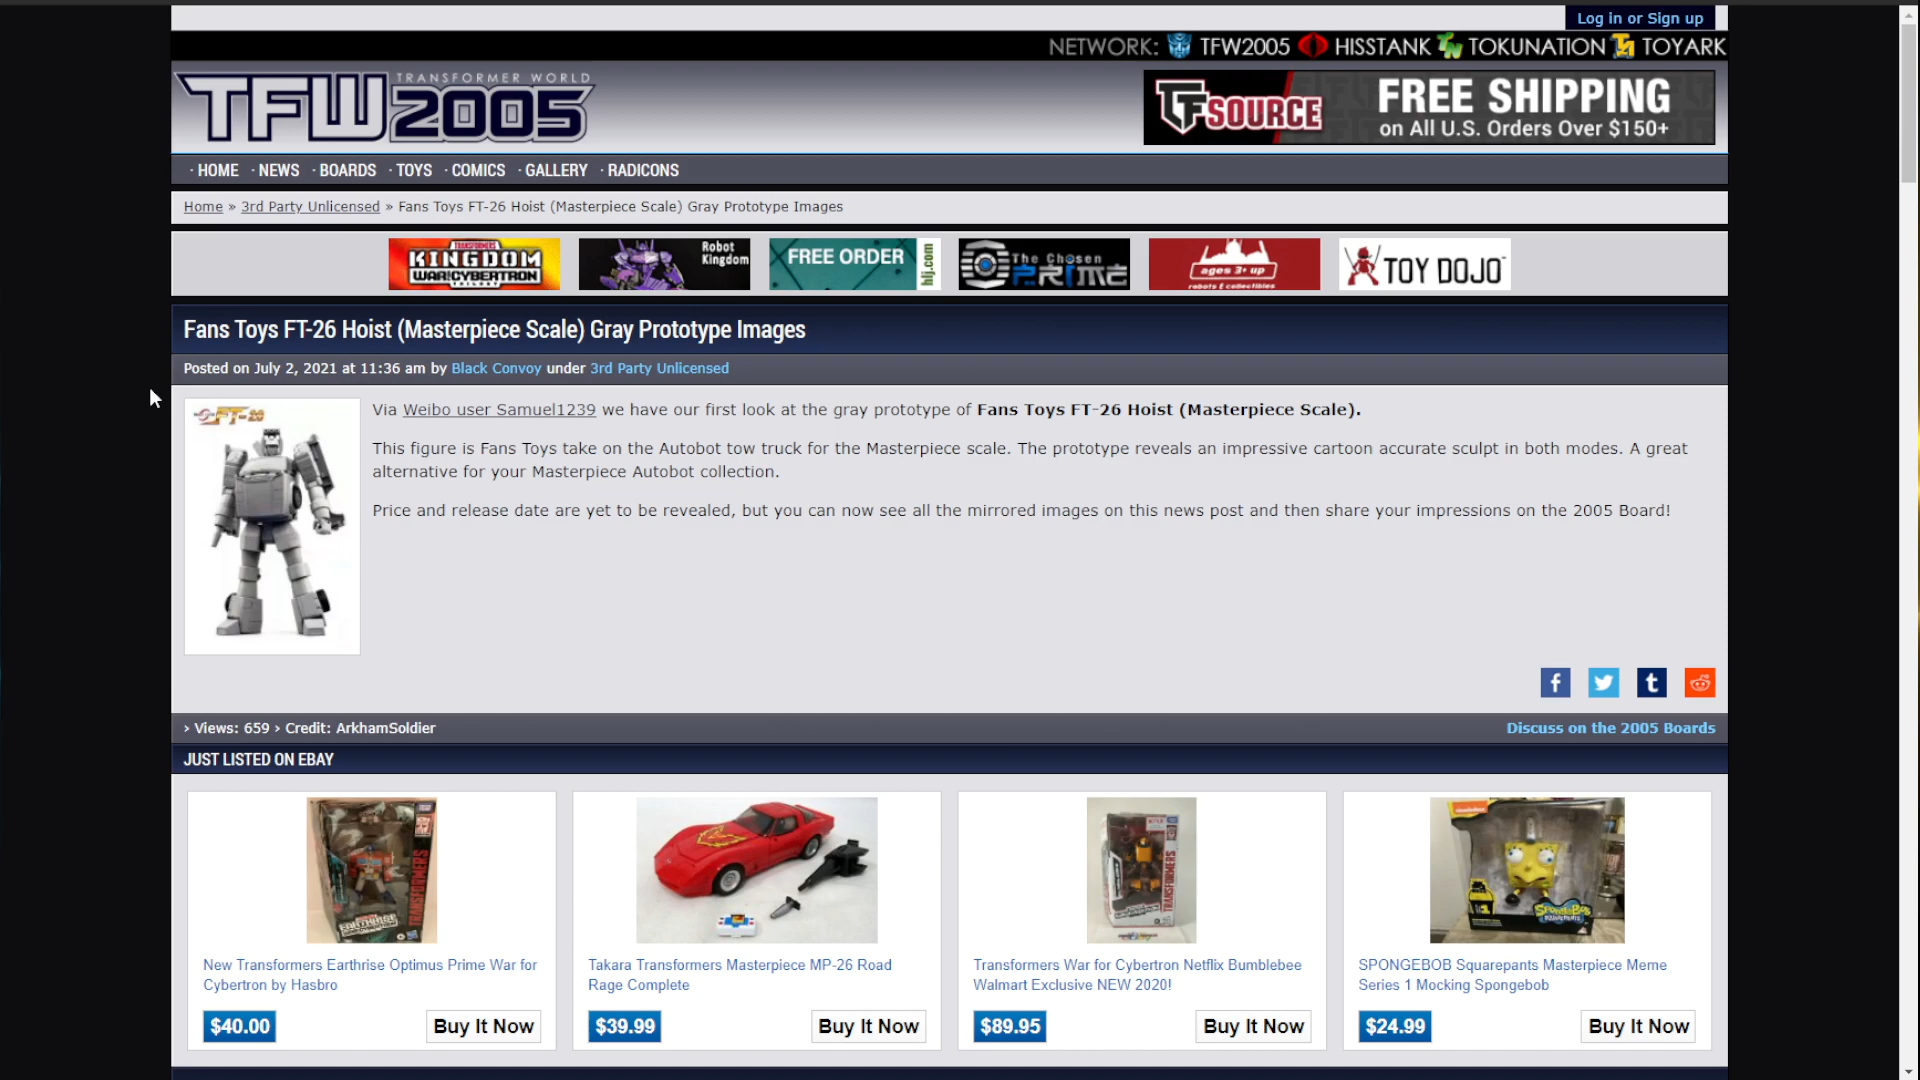 Log in or Sign up
NETWORK: TFW2005 HISSTANK TOKUNATION TOYARK
TRANSFORMER WORLD
TFW2005
TFSOURCE
FREE SHIPPING
on All U.S. Orders Over $150+
· HOME · NEWS · BOARDS · TOYS · COMICS · GALLERY · RADICONS
Home » 3rd Party Unlicensed » Fans Toys FT-26 Hoist (Masterpiece Scale) Gray Prototype Images
TRANSFORMERS
KINGDOM
WAR CYBERTRON
TRILOGY
Robot
Kingdom
FREE ORDER
hlj.com
The Chosen
PRIME
ages 3+ up
robots & collectibles
TOY DOJO
Fans Toys FT-26 Hoist (Masterpiece Scale) Gray Prototype Images
Posted on July 2, 2021 at 11:36 am by Black Convoy under 3rd Party Unlicensed
Via Weibo user Samuel1239 we have our first look at the gray prototype of Fans Toys FT-26 Hoist (Masterpiece Scale).
This figure is Fans Toys take on the Autobot tow truck for the Masterpiece scale. The prototype reveals an impressive cartoon accurate sculpt in both modes. A great
alternative for your Masterpiece Autobot collection.
Price and release date are yet to be revealed, but you can now see all the mirrored images on this news post and then share your impressions on the 2005 Board!
› Views: 659 › Credit: ArkhamSoldier
Discuss on the 2005 Boards
JUST LISTED ON EBAY
TRANSFORMERS
EARTHRISE
TRANSFORMERS
SpongeBob
New Transformers Earthrise Optimus Prime War for
Cybertron by Hasbro
$40.00
Buy It Now
Takara Transformers Masterpiece MP-26 Road
Rage Complete
$39.99
Buy It Now
Transformers War for Cybertron Netflix Bumblebee
Walmart Exclusive NEW 2020!
$89.95
Buy It Now
SPONGEBOB Squarepants Masterpiece Meme
Series 1 Mocking Spongebob
$24.99
Buy It Now